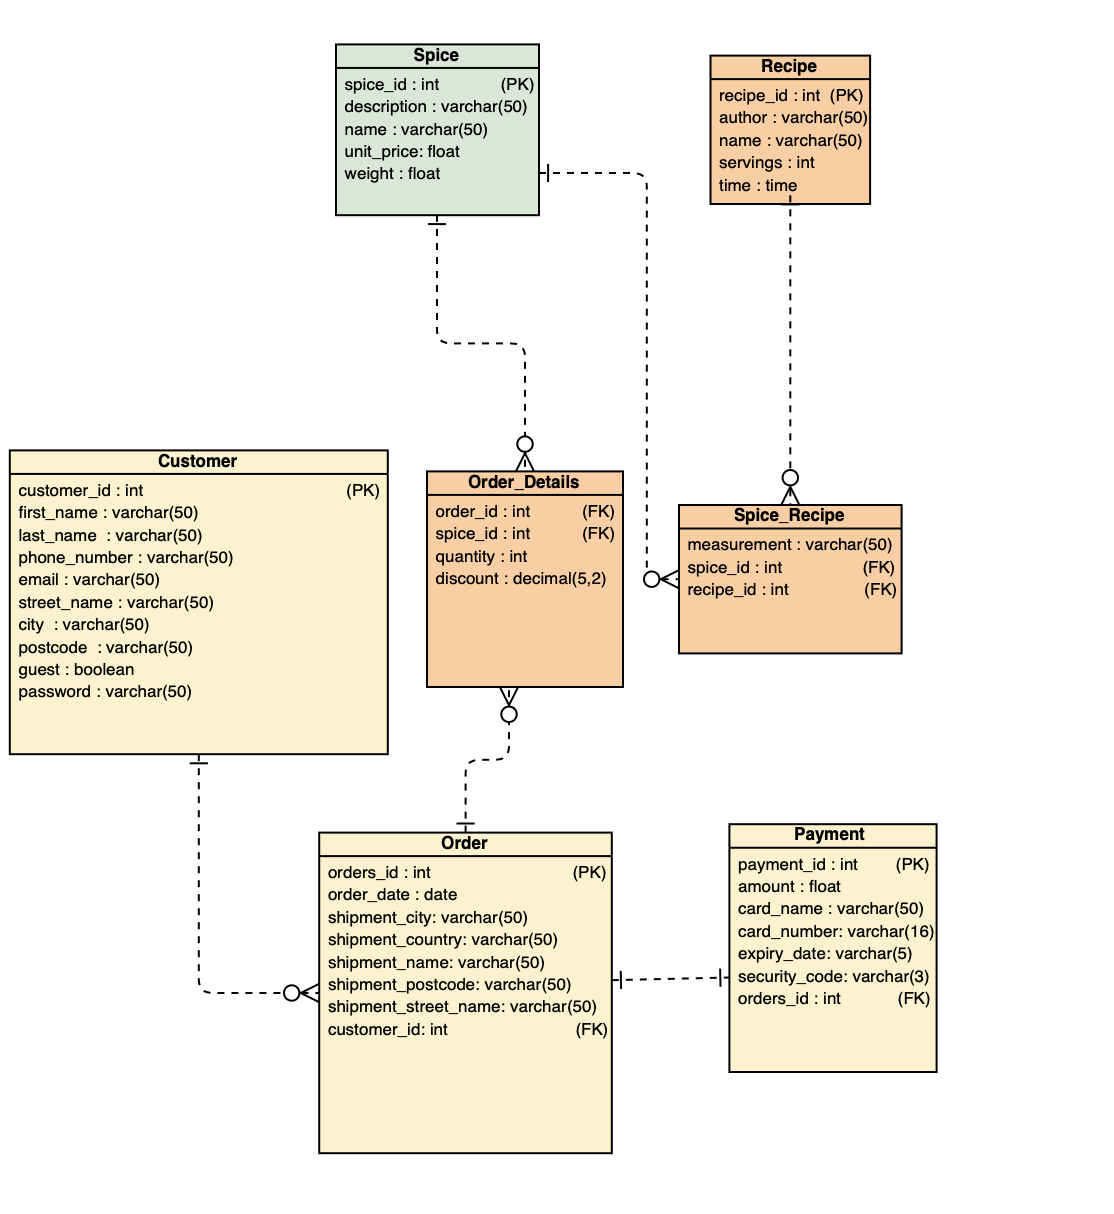 Spice
spice_id : int (PK)
description : varchar(50)
name : varchar(50)
unit_price: float
weight : float
Recipe
recipe_id : int (PK)
author : varchar(50)
name : varchar(50)
servings : int
time : time
Customer
customer_id : int (PK)
first_name : varchar(50)
last_name : varchar(50)
phone_number : varchar(50)
email : varchar(50)
street_name : varchar(50)
city : varchar(50)
postcode : varchar(50)
guest : boolean
password : varchar(50)
Order_Details
order_id : int (FK)
spice_id : int (FK)
quantity : int
discount : decimal(5,2)
Spice_Recipe
measurement : varchar(50)
spice_id : int (FK)
recipe_id : int (FK)
Order
orders_id : int (PK)
order_date : date
shipment_city: varchar(50)
shipment_country: varchar(50)
shipment_name: varchar(50)
shipment_postcode: varchar(50)
shipment_street_name: varchar(50)
customer_id: int (FK)
Payment
payment_id : int (PK)
amount : float
card_name : varchar(50)
card_number: varchar(16)
expiry_date: varchar(5)
security_code: varchar(3)
orders_id : int (FK)